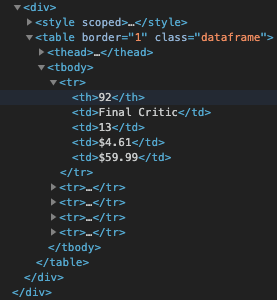 ▼<div>
▶<style scoped>…</style>
▼<table border="1" class="dataframe">
▶<thead>…</thead>
▼<tbody>
▼<tr>
<th>92</th>
<td>Final Critic</td>
<td>13</td>
<td>$4.61</td>
<td>$59.99</td>
</tr>
▶<tr>…</tr>
▶<tr>…</tr>
▶<tr>…</tr>
▶<tr>…</tr>
</tbody>
</table>
</div>
</div>